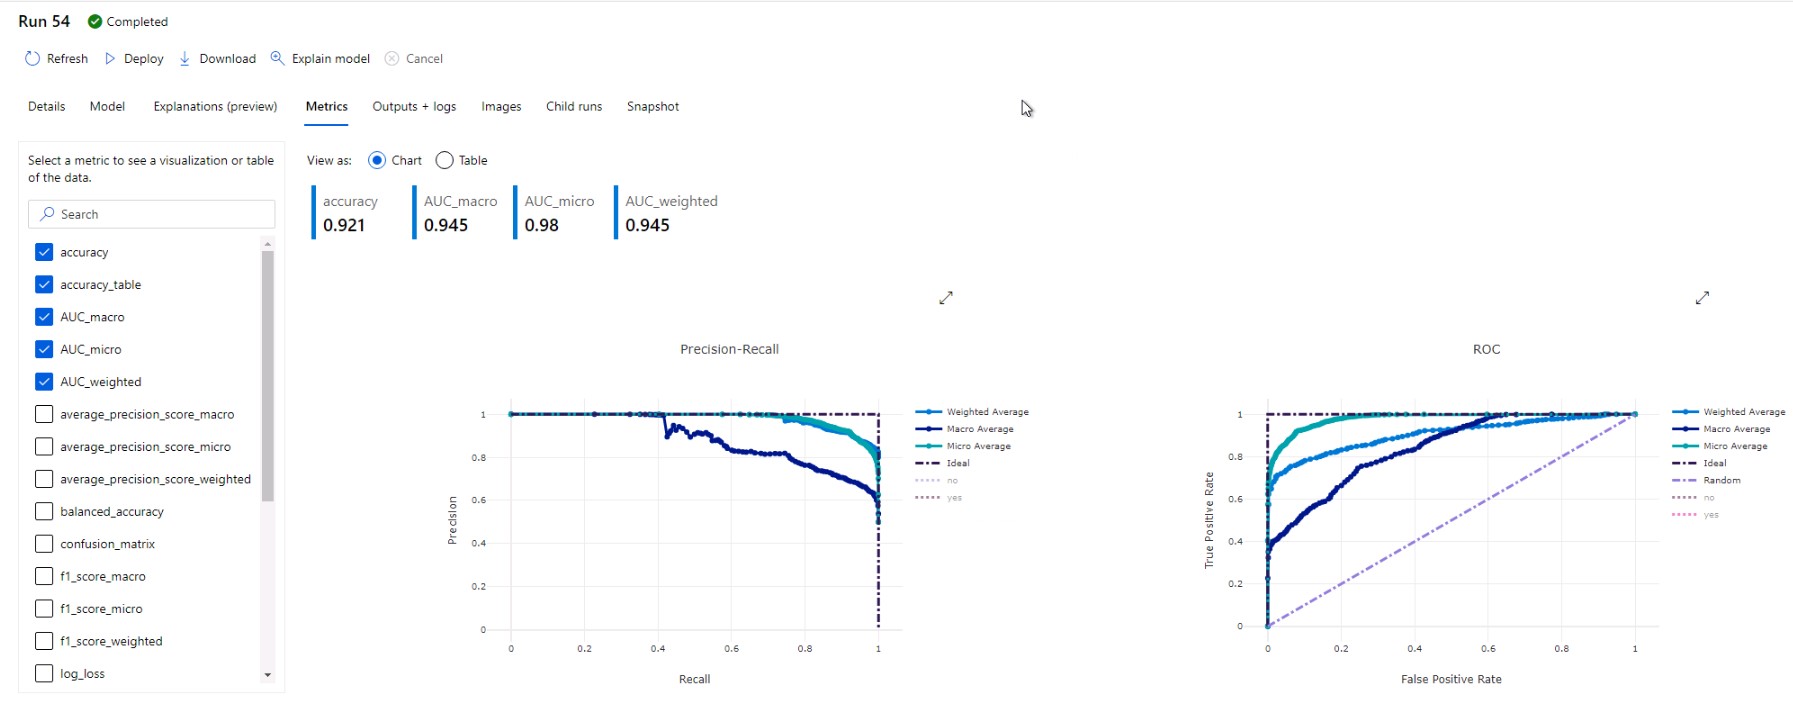 Run 54 Completed
Refresh Deploy Download Explain model Cancel
Details Model Explanations (preview) Metrics Outputs + logs Images Child runs Snapshot
Select a metric to see a visualization or table
of the data.
Search
accuracy
accuracy_table
AUC_macro
AUC_micro
AUC_weighted
average_precision_score_macro
average_precision_score_micro
average_precision_score_weighted
balanced_accuracy
confusion_matrix
f1_score_macro
f1_score_micro
f1_score_weighted
log_loss
View as: Chart Table
accuracy
0.921
AUC_macro
0.945
AUC_micro
0.98
AUC_weighted
0.945
Precision-Recall
Precision
1
0.8
0.6
0.4
0.2
0
0 0.2 0.4 0.6 0.8 1
Recall
Weighted Average
Macro Average
Micro Average
Ideal
no
yes
ROC
True Positive Rate
1
0.8
0.6
0.4
0.2
0
0 0.2 0.4 0.6 0.8 1
False Positive Rate
Weighted Average
Macro Average
Micro Average
Ideal
Random
no
yes